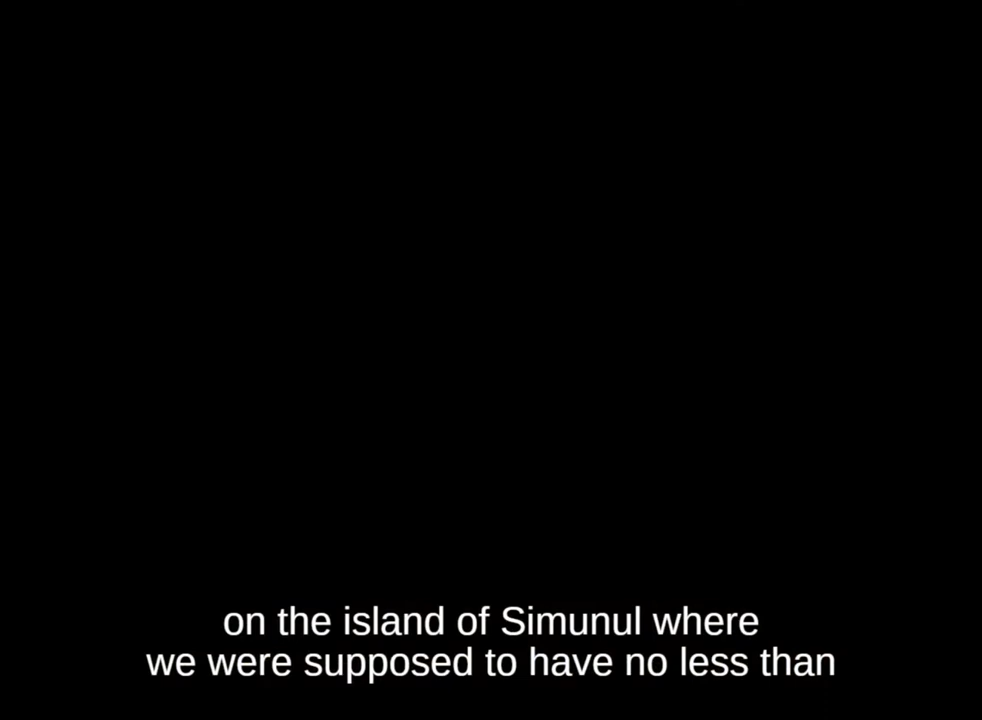 on the island of Simunul where
we were supposed to have no less than